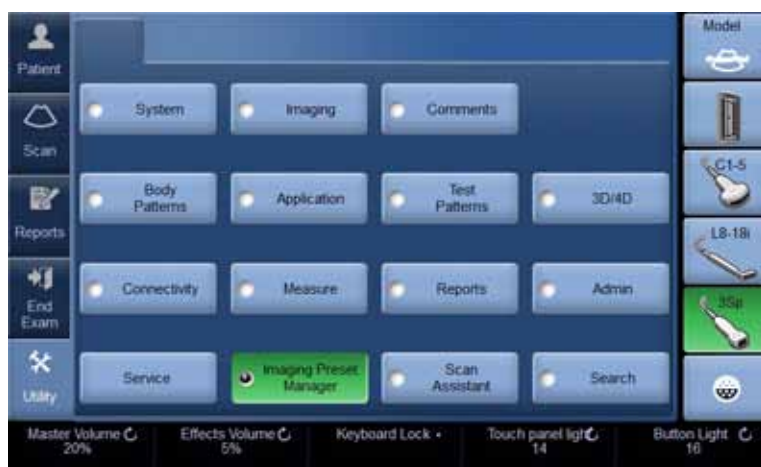 Model
Patient
System
Imaging
Comments
Scan
C1-5
Body
Patterns
Application
Test
Patterns
3D/4D
Reports
L8-18i
Connectivity
Measure
Reports
Admin
End
Exam
3Sp
Service
Imaging Preset
Manager
Scan
Assistant
Search
Utility
Master Volume
20%
Effects Volume
5%
Keyboard Lock
Touch panel light
14
Button Light
16